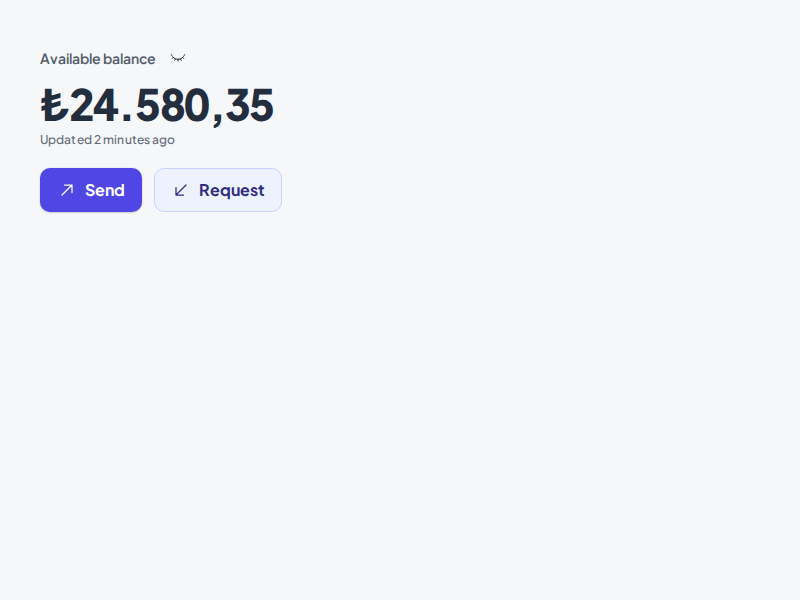 Available balance
₺24.580,35
Updated 2 minutes ago
Send
Request